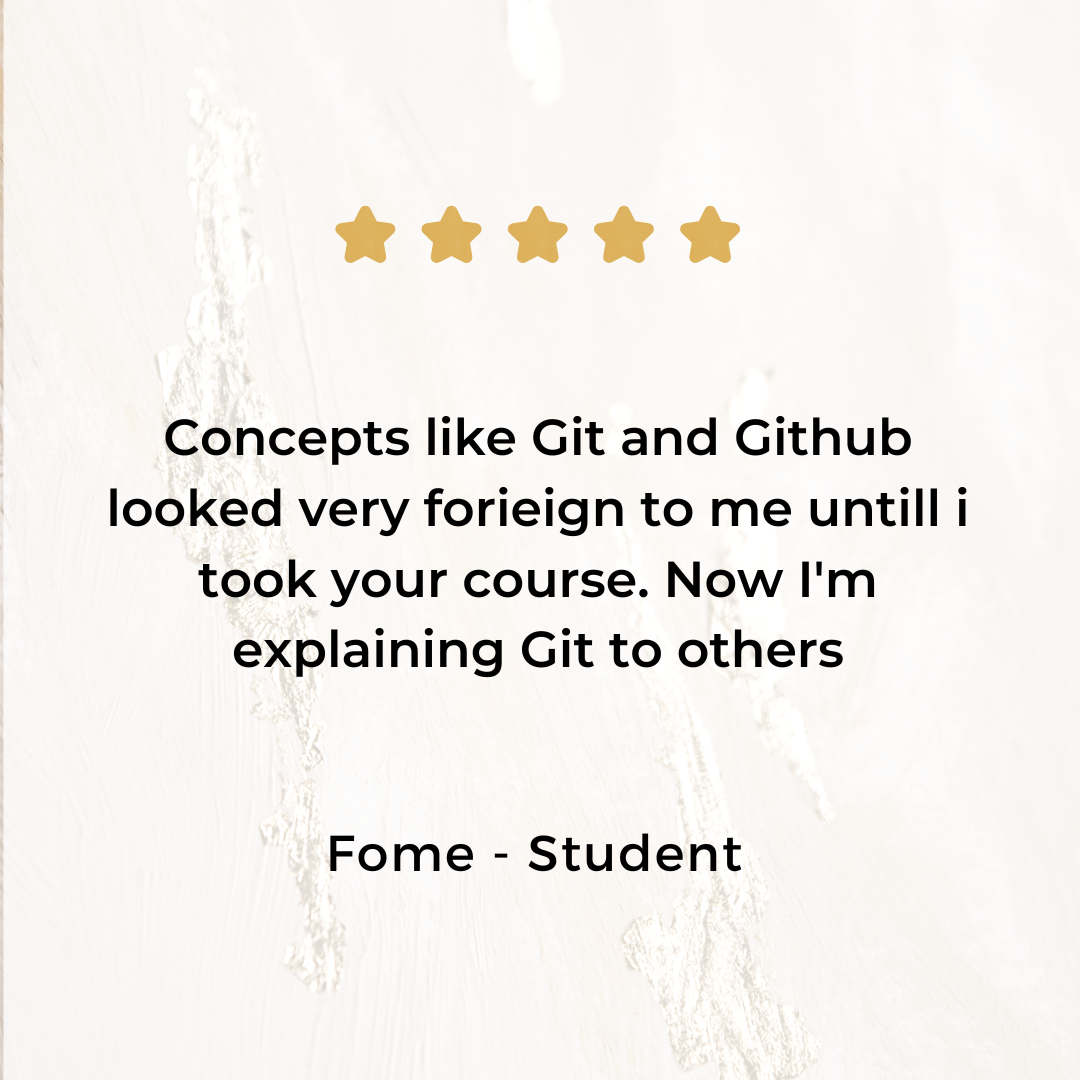 Concepts like Git and Github
looked very forieign to me untill i
took your course. Now I'm
explaining Git to others
Fome - Student